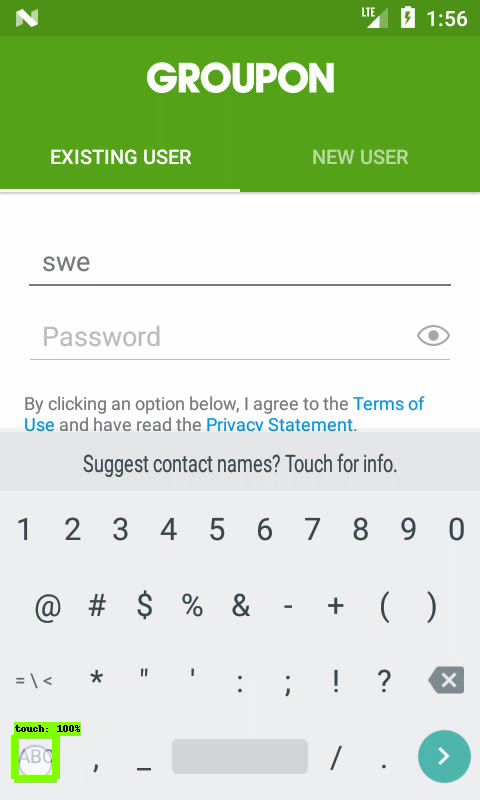 LTE 1:56
GROUPON
EXISTING USER NEW USER
swe
Password
By clicking an option below, I agree to the Terms of
Use and have read the Privacy Statement.
Suggest contact names? Touch for info.
1 2 3 4 5 6 7 8 9 0
@ # $ % & - + ( )
= \ < * " ' : ; ! ?
touch: 100%
ABC , _ / .